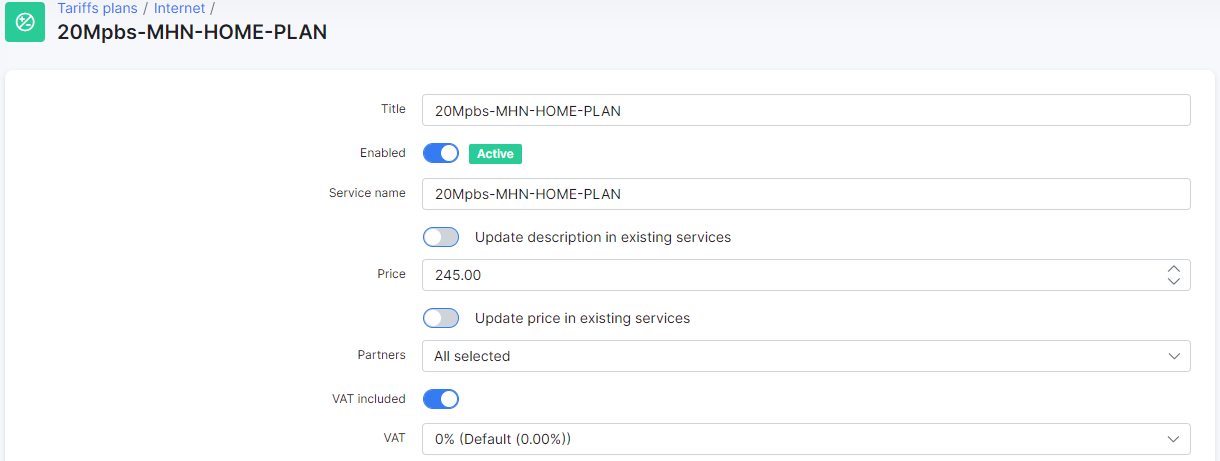 Tariffs plans / Internet /
20Mpbs-MHN-HOME-PLAN
Title 20Mpbs-MHN-HOME-PLAN
Enabled Active
Service name 20Mpbs-MHN-HOME-PLAN
Update description in existing services
Price 245.00
Update price in existing services
Partners All selected
VAT included
VAT 0% (Default (0.00%))